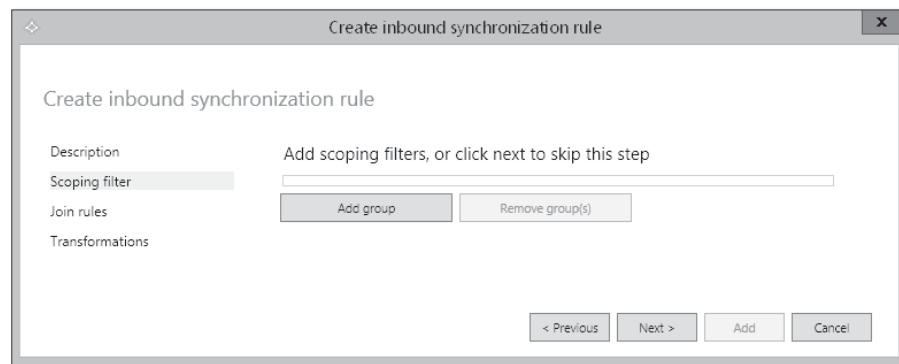 Create inbound synchronization rule
x
Create inbound synchronization rule
Description
Scoping filter
Join rules
Transformations
Add scoping filters, or click next to skip this step
Add group
Remove group(s)
< Previous
Next >
Add
Cancel